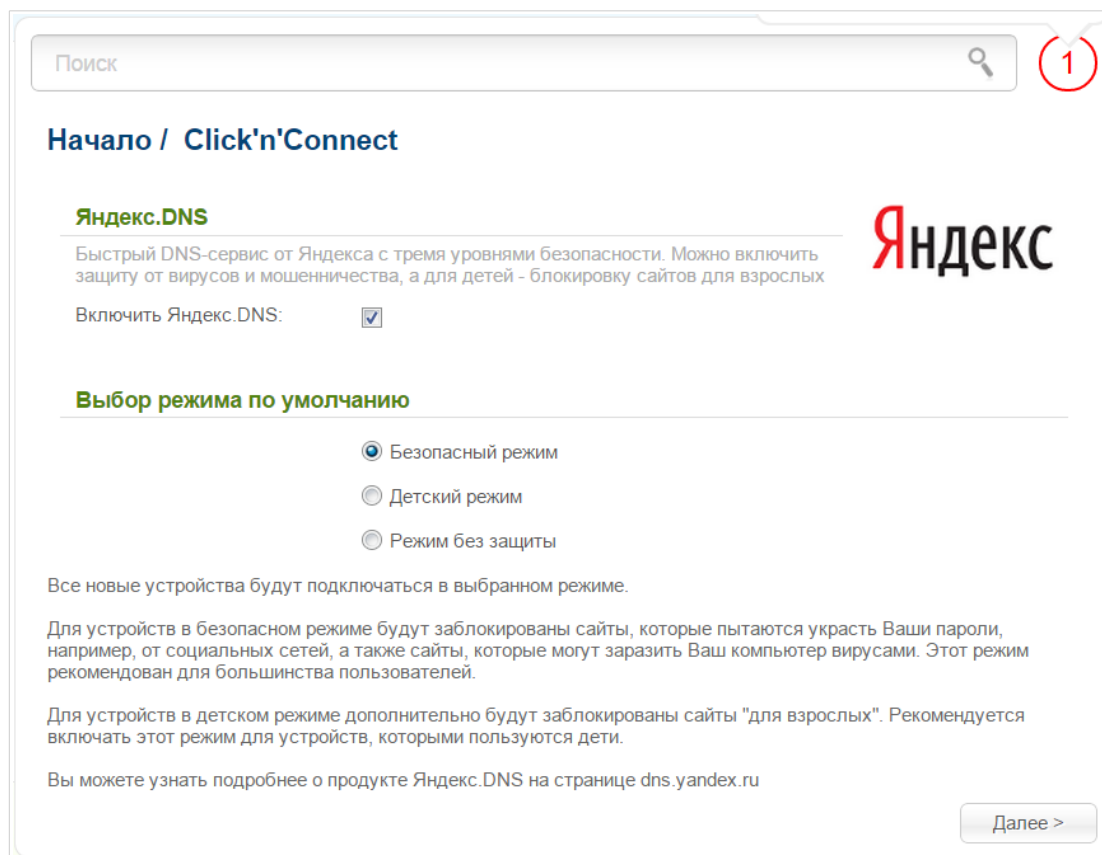 Поиск
1
Начало / Click'n'Connect
Яндекс.DNS
Яндекс
Быстрый DNS-сервис от Яндекса с тремя уровнями безопасности. Можно включить
защиту от вирусов и мошенничества, а для детей - блокировку сайтов для взрослых
Включить Яндекс.DNS:
Выбор режима по умолчанию
Безопасный режим
Детский режим
Режим без защиты
Все новые устройства будут подключаться в выбранном режиме.
Для устройств в безопасном режиме будут заблокированы сайты, которые пытаются украсть Ваши пароли,
например, от социальных сетей, а также сайты, которые могут заразить Ваш компьютер вирусами. Этот режим
рекомендован для большинства пользователей.
Для устройств в детском режиме дополнительно будут заблокированы сайты "для взрослых". Рекомендуется
включать этот режим для устройств, которыми пользуются дети.
Вы можете узнать подробнее о продукте Яндекс.DNS на странице dns.yandex.ru
Далее >